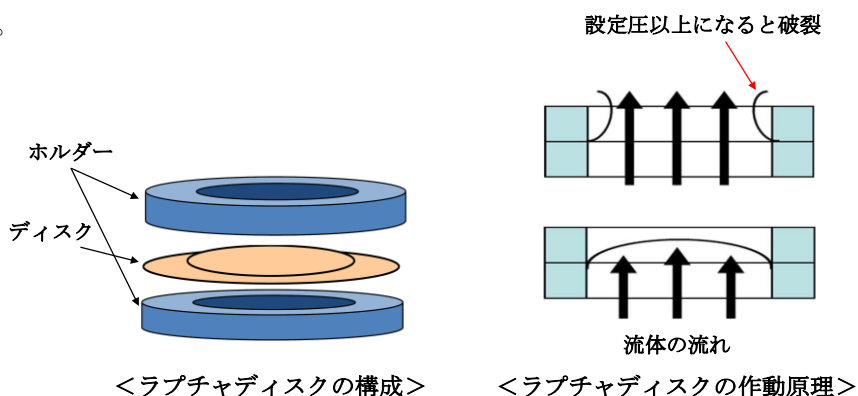 。
設定圧以上になると破裂
ホルダー
ディスク
流体の流れ
＜ラプチャディスクの構成＞
＜ラプチャディスクの作動原理＞